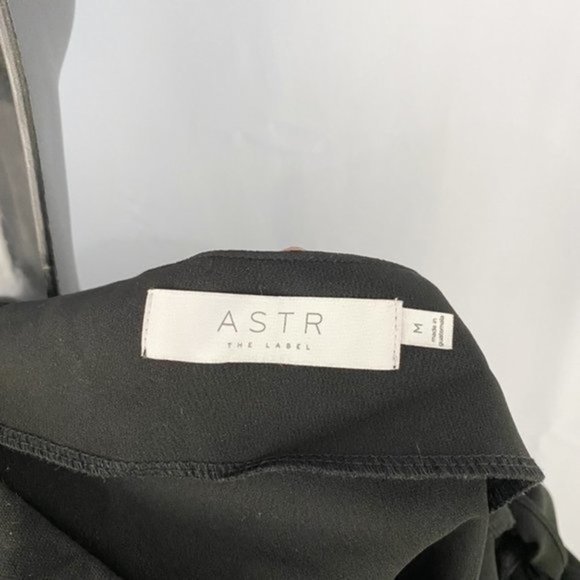 ASTR
THE LABEL
M
made in
guatemala